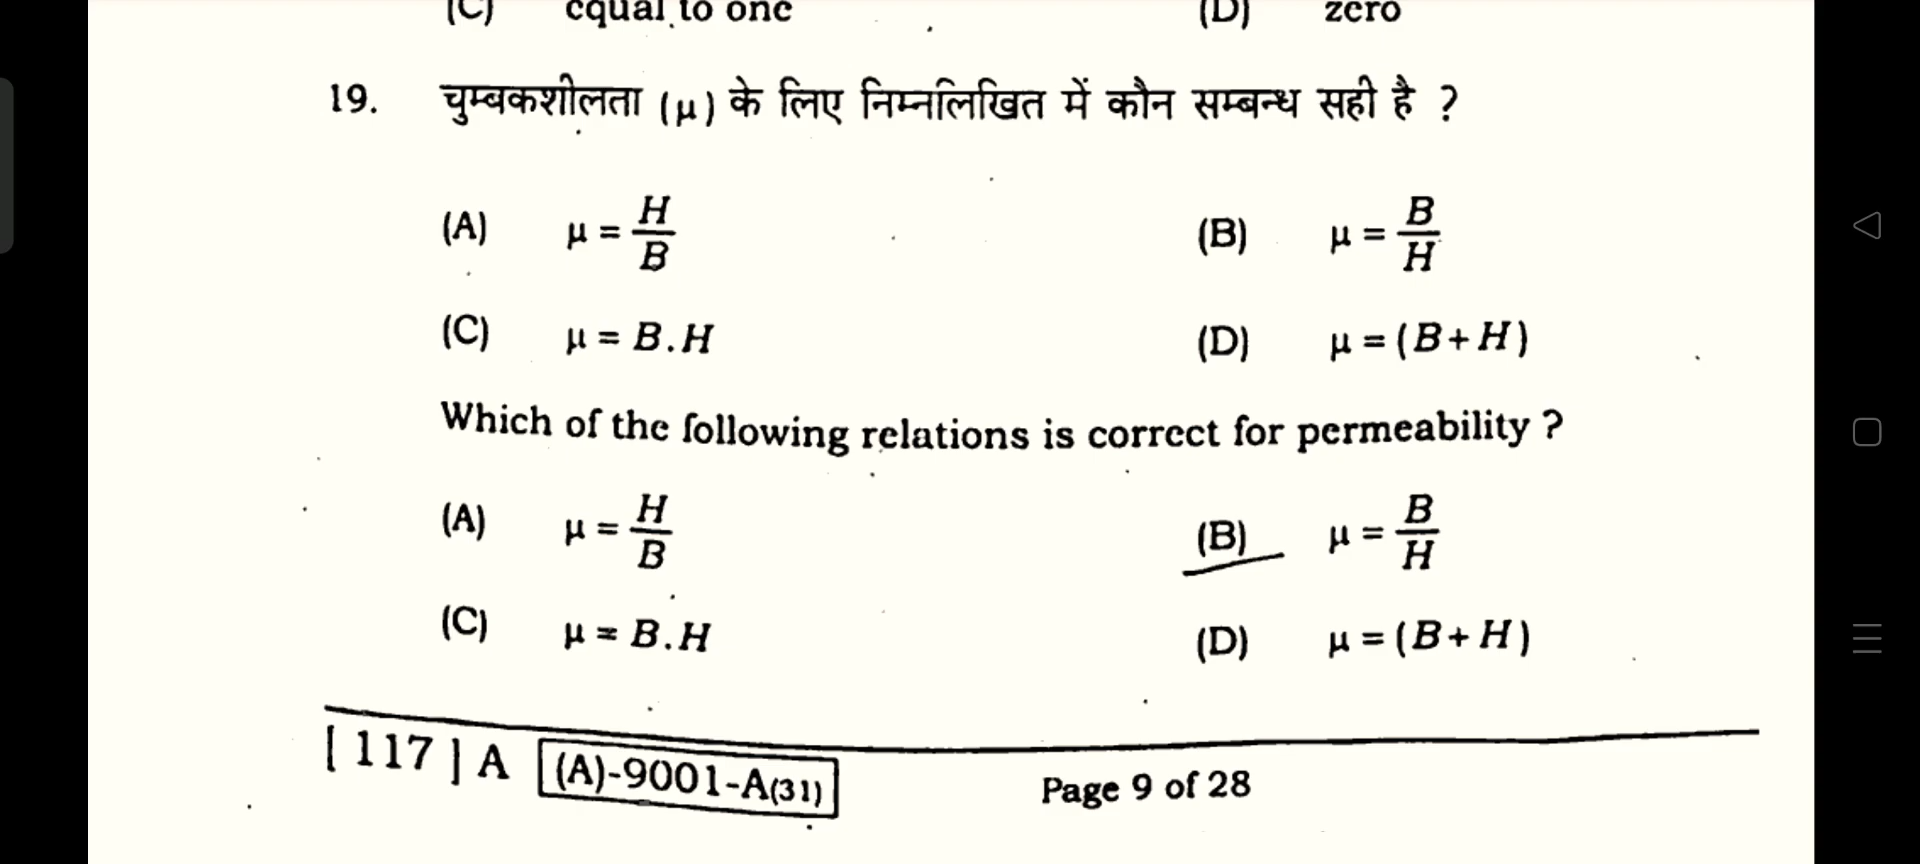 (C) equal to one (D) zero
19. चुम्बकशीलता (μ) के लिए निम्नलिखित में कौन सम्बन्ध सही है ?
(A) μ = H/B (B) μ = B/H
(C) μ = B.H (D) μ = (B+H)
Which of the following relations is correct for permeability ?
(A) μ = H/B (B) μ = B/H
(C) μ = B.H (D) μ = (B+H)
[ 117 ] A (A)-9001-A(31) Page 9 of 28